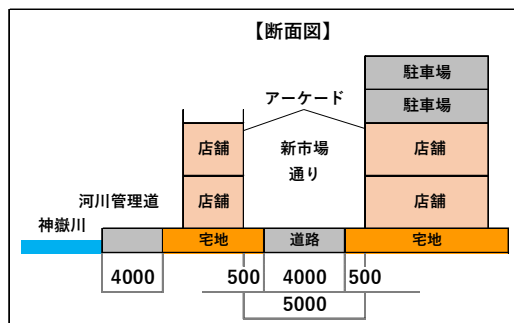 【断面図】
駐車場
駐車場
アーケード
店舗
新市場
通り
店舗
河川管理道
神嶽川
店舗
店舗
宅地
道路
宅地
4000
500
4000
500
5000